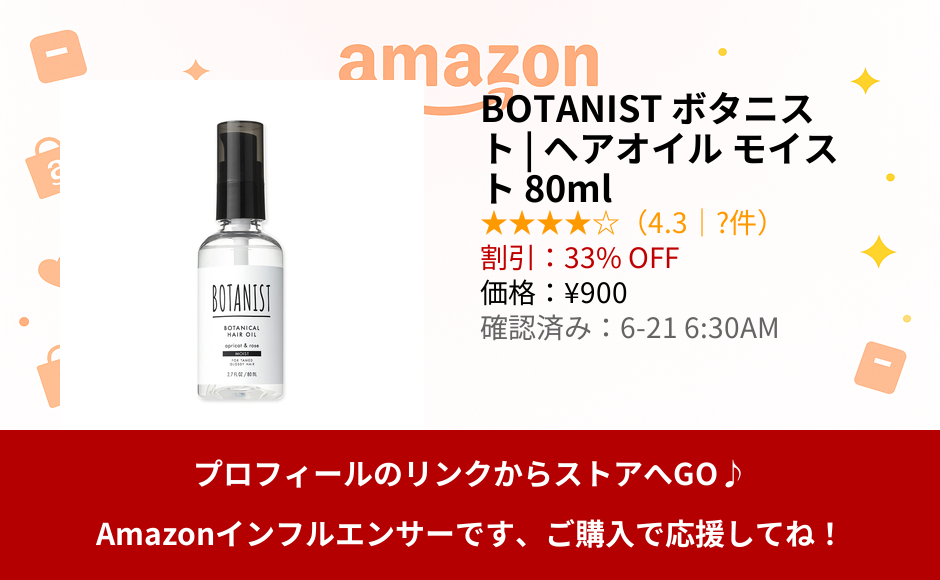 amazon
BOTANIST ボタニス
ト | ヘアオイル モイス
ト 80ml
★★★★☆（4.3｜?件）
割引：33% OFF
価格：¥900
確認済み：6-21 6:30AM
BOTANIST
BOTANICAL
HAIR OIL
apricot & rose
MOIST
FOR TAMED
GLOSSY HAIR
2.7 FL OZ / 80 ML
プロフィールのリンクからストアへGO♪
Amazonインフルエンサーです、ご購入で応援してね！